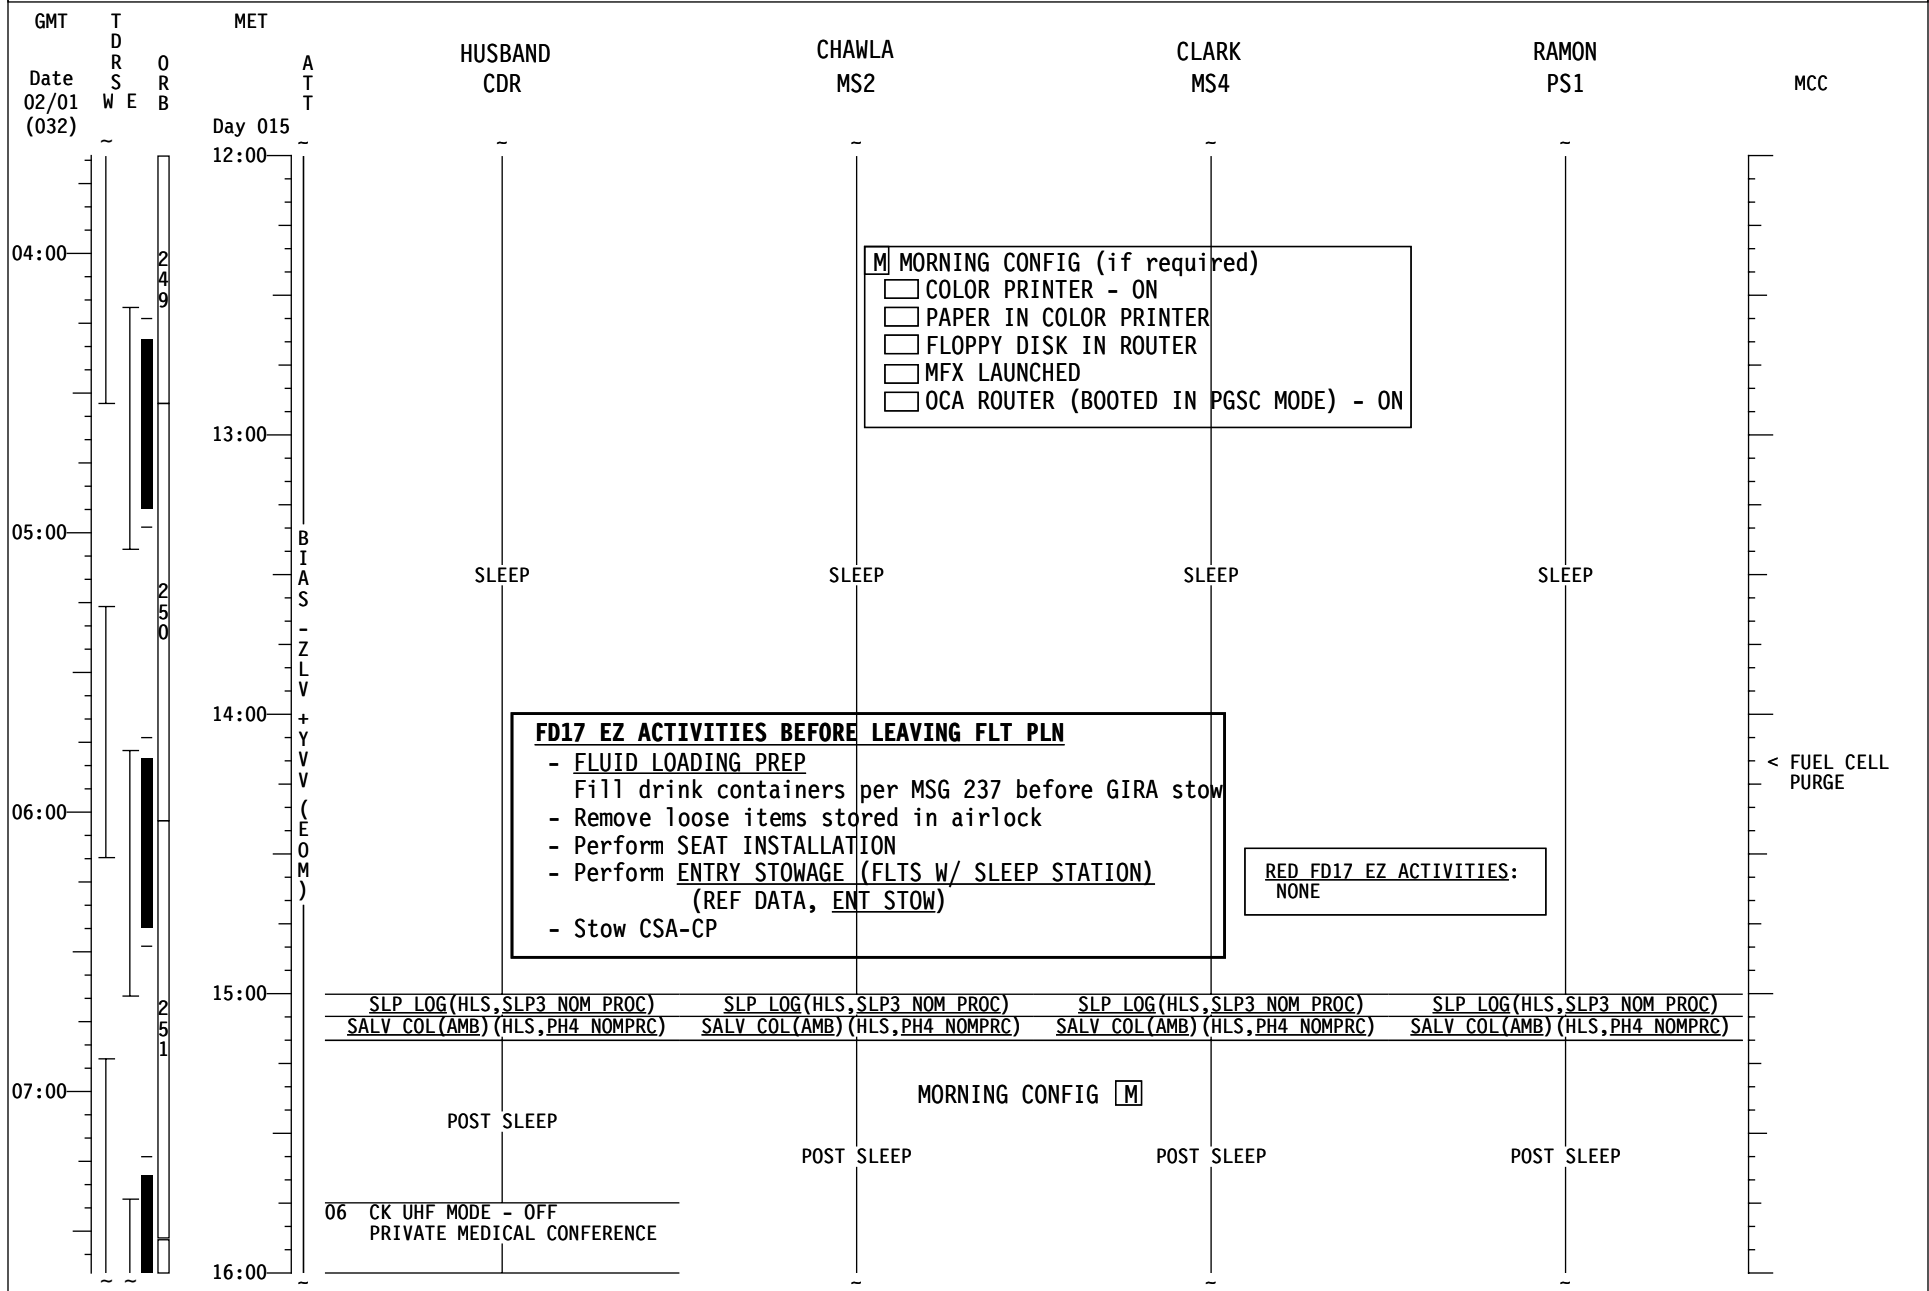 GMT
TDRS
MET
HUSBAND
CHAWLA
CLARK
RAMON
ORB
ATT
Date
CDR
MS2
MS4
PS1
MCC
02/01
W E
(032)
Day 015
~ ~ ~ ~ ~ ~
12:00
04:00
249
M MORNING CONFIG (if required)
COLOR PRINTER - ON
PAPER IN COLOR PRINTER
FLOPPY DISK IN ROUTER
MFX LAUNCHED
OCA ROUTER (BOOTED IN PGSC MODE) - ON
13:00
05:00
BIAS -ZLV +YVV (EOM)
SLEEP
SLEEP
SLEEP
SLEEP
250
14:00
FD17 EZ ACTIVITIES BEFORE LEAVING FLT PLN
- FLUID LOADING PREP
Fill drink containers per MSG 237 before GIRA stow
- Remove loose items stored in airlock
- Perform SEAT INSTALLATION
- Perform ENTRY STOWAGE (FLTS W/ SLEEP STATION)
(REF DATA, ENT STOW)
- Stow CSA-CP
< FUEL CELL
PURGE
06:00
RED FD17 EZ ACTIVITIES:
NONE
15:00
SLP LOG(HLS,SLP3 NOM PROC)
SLP LOG(HLS,SLP3 NOM PROC)
SLP LOG(HLS,SLP3 NOM PROC)
SLP LOG(HLS,SLP3 NOM PROC)
251
SALV COL(AMB)(HLS,PH4 NOMPRC)
SALV COL(AMB)(HLS,PH4 NOMPRC)
SALV COL(AMB)(HLS,PH4 NOMPRC)
SALV COL(AMB)(HLS,PH4 NOMPRC)
07:00
MORNING CONFIG M
POST SLEEP
POST SLEEP
POST SLEEP
POST SLEEP
06 CK UHF MODE - OFF
PRIVATE MEDICAL CONFERENCE
16:00
~ ~ ~ ~ ~ ~